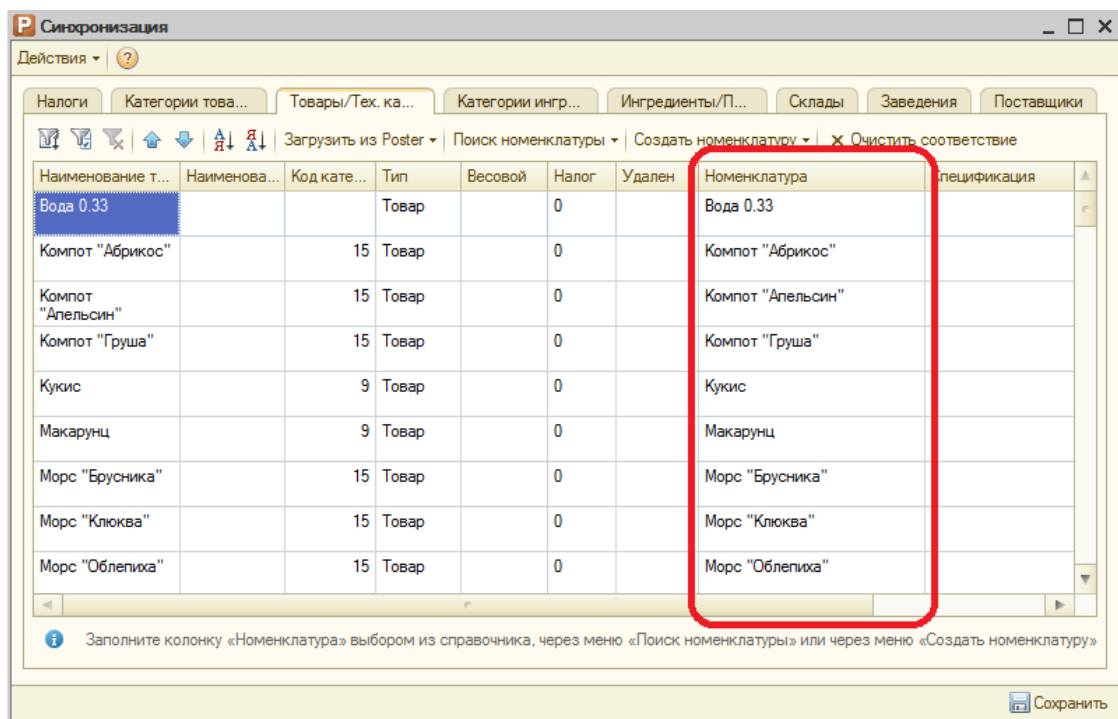 Синхронизация
Действия
Налоги Категории това... Товары/Тех. ка... Категории ингр... Ингредиенты/П... Склады Заведения Поставщики
Загрузить из Poster Поиск номенклатуры Создать номенклатуру Очистить соответствие
Наименование т... Наименова... Код кате... Тип Весовой Налог Удален Номенклатура Спецификация
Вода 0.33 Товар 0 Вода 0.33
Компот "Абрикос" 15 Товар 0 Компот "Абрикос"
Компот
"Апельсин" 15 Товар 0 Компот "Апельсин"
Компот "Груша" 15 Товар 0 Компот "Груша"
Кукис 9 Товар 0 Кукис
Макарунц 9 Товар 0 Макарунц
Морс "Брусника" 15 Товар 0 Морс "Брусника"
Морс "Клюква" 15 Товар 0 Морс "Клюква"
Морс "Облепиха" 15 Товар 0 Морс "Облепиха"
Заполните колонку «Номенклатура» выбором из справочника, через меню «Поиск номенклатуры» или через меню «Создать номенклатуру»
Сохранить